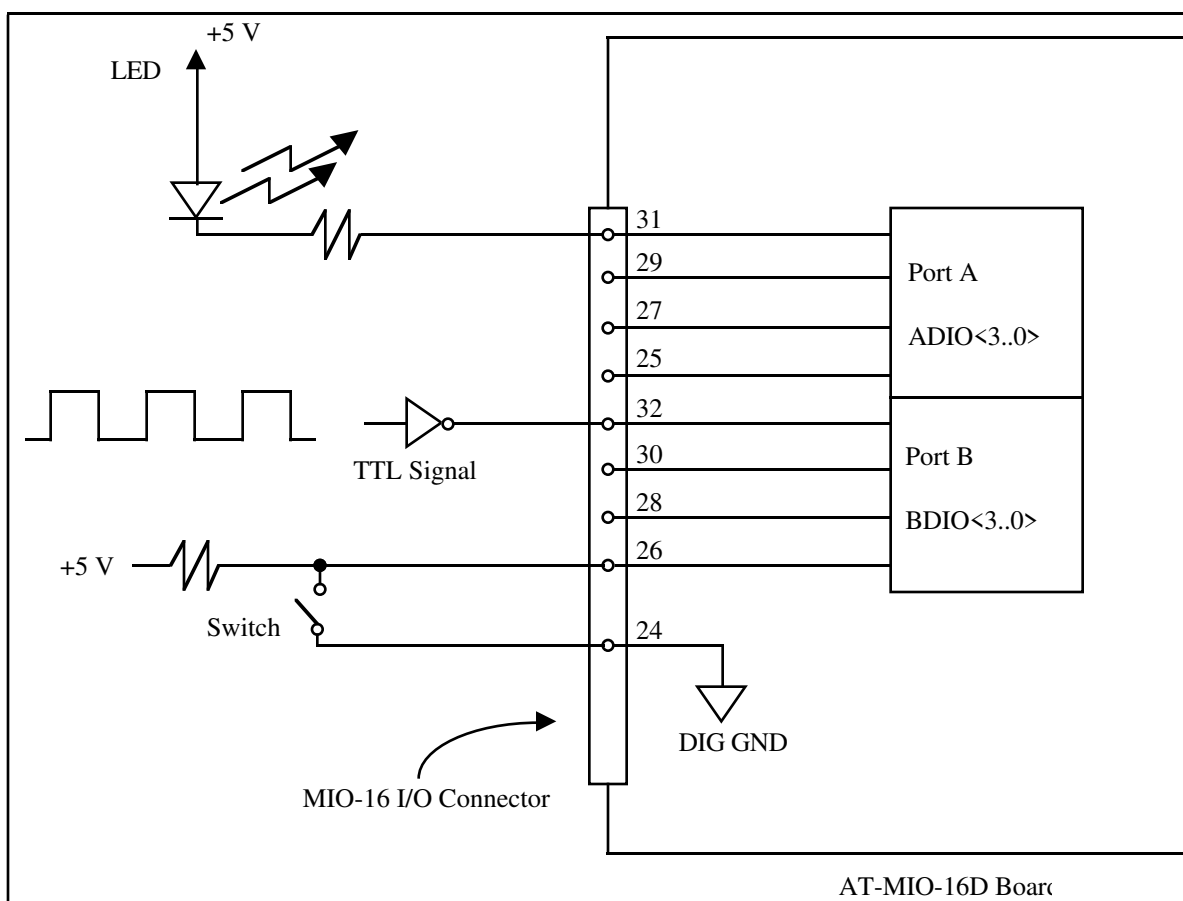 +5 V
LED
31
29
Port A
27
ADIO<3..0>
25
32
TTL Signal
30
Port B
28
BDIO<3..0>
26
+5 V
Switch
24
DIG GND
MIO-16 I/O Connector
AT-MIO-16D Board